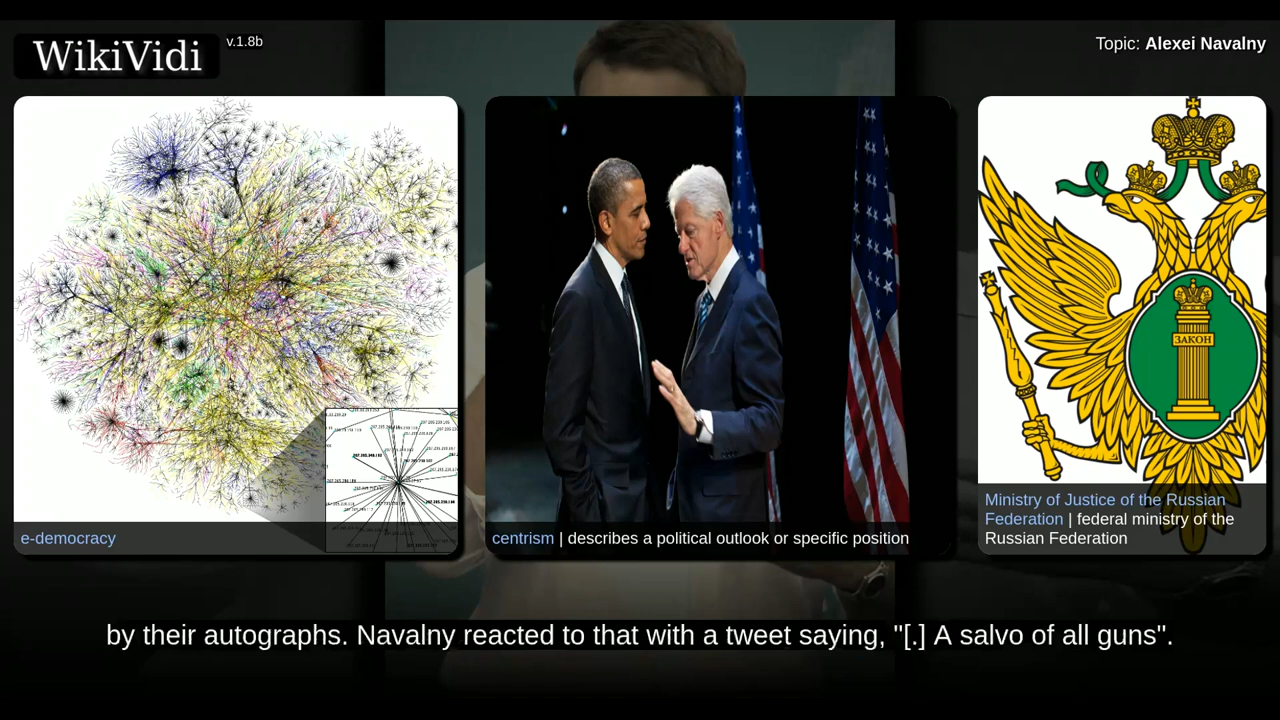 WikiVidi v.1.8b
Topic: Alexei Navalny
ЗАКОН
e-democracy
centrism | describes a political outlook or specific position
Ministry of Justice of the Russian
Federation | federal ministry of the
Russian Federation
by their autographs. Navalny reacted to that with a tweet saying, "[.] A salvo of all guns".